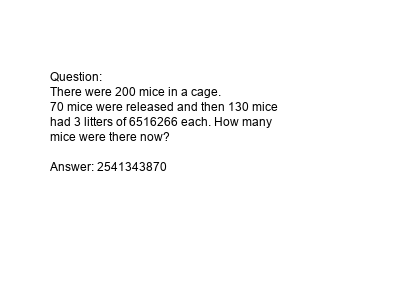 Question:
There were 200 mice in a cage.
70 mice were released and then 130 mice
had 3 litters of 6516266 each. How many
mice were there now?
Answer: 2541343870